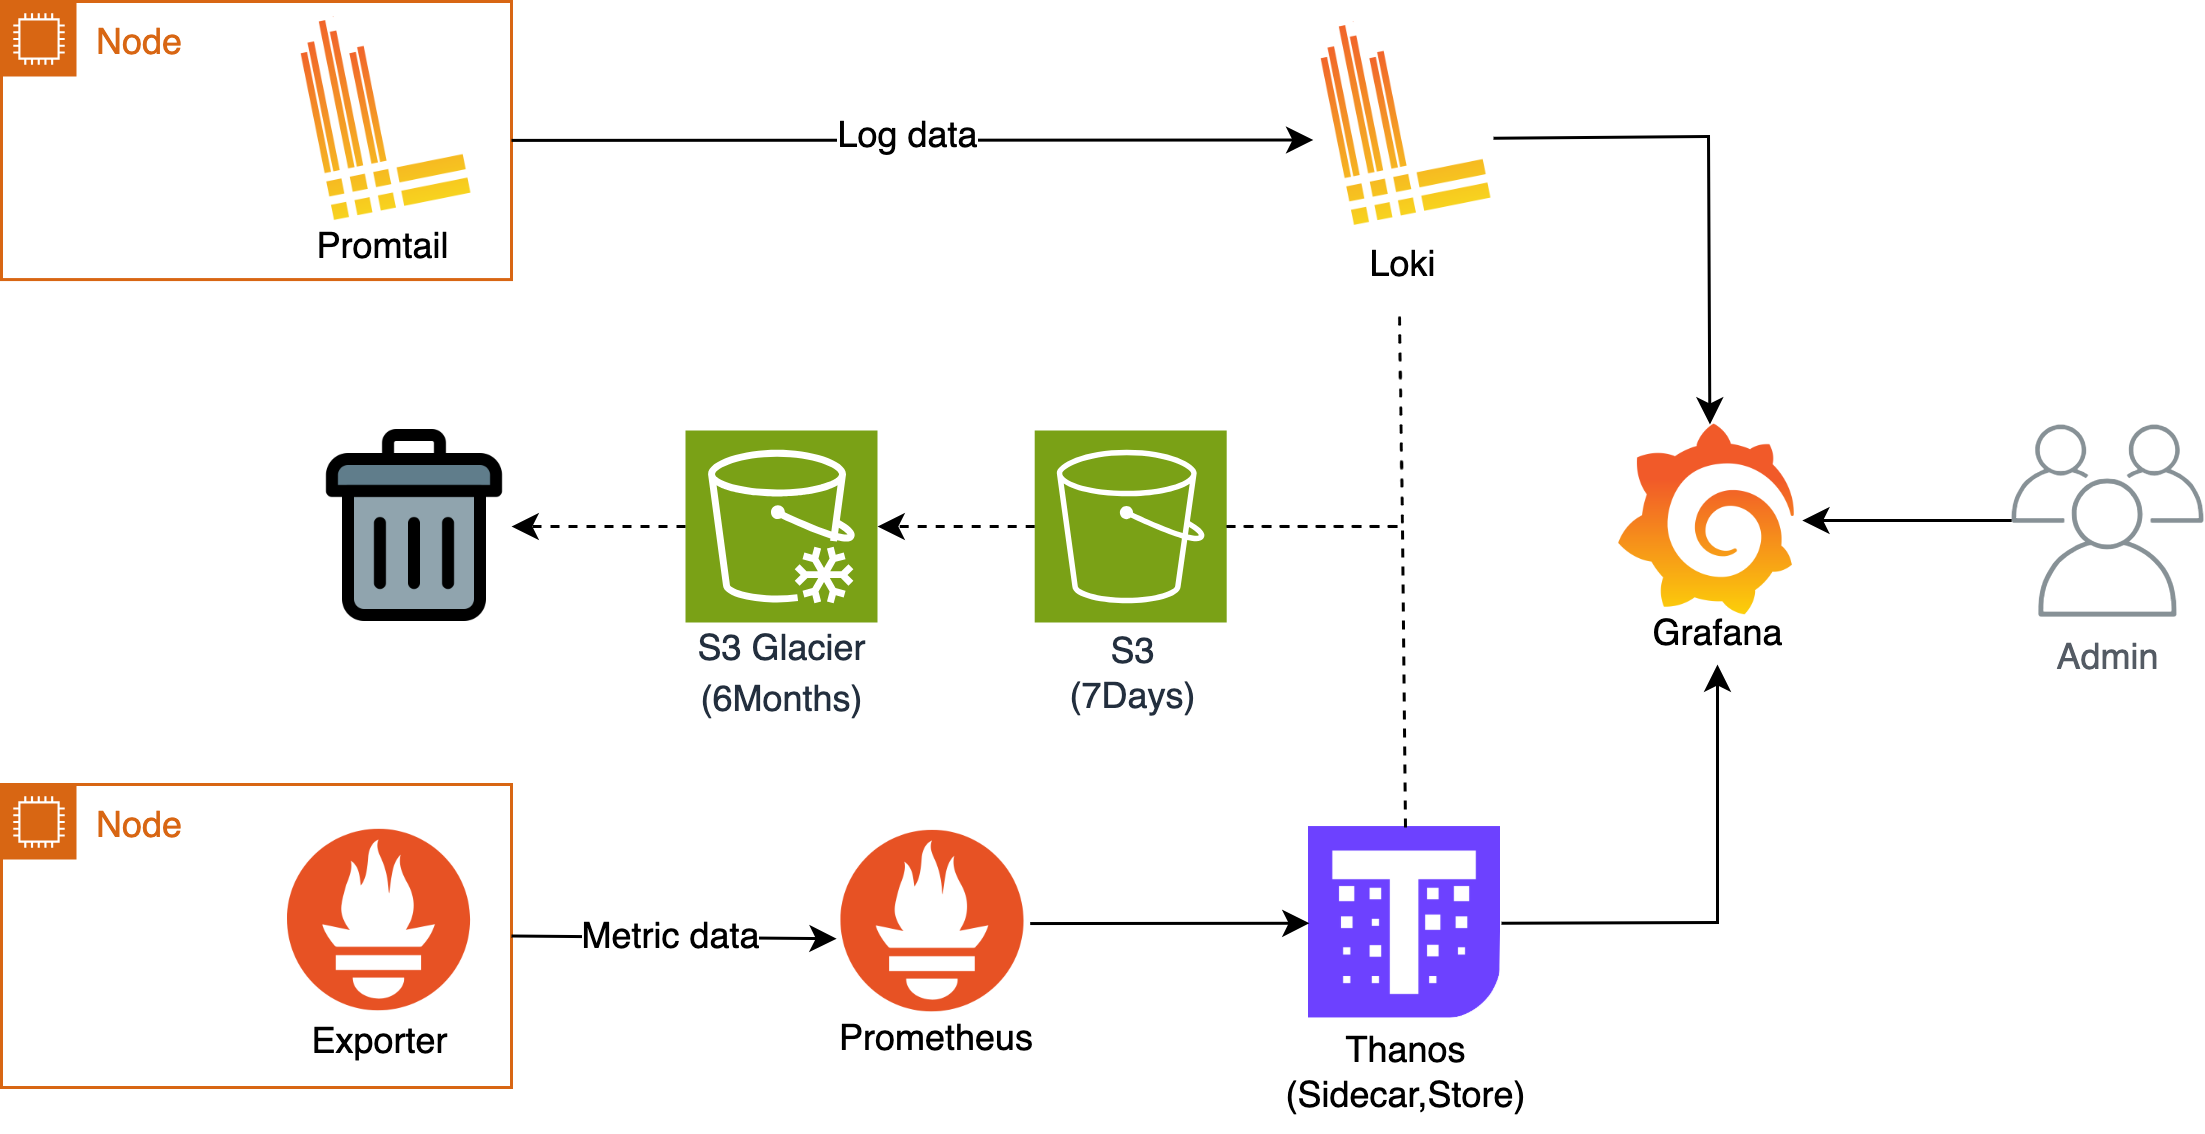 Node
Promtail
Log data
Loki
S3 Glacier
(6Months)
S3
(7Days)
Grafana
Admin
Node
Exporter
Metric data
Prometheus
Thanos
(Sidecar,Store)